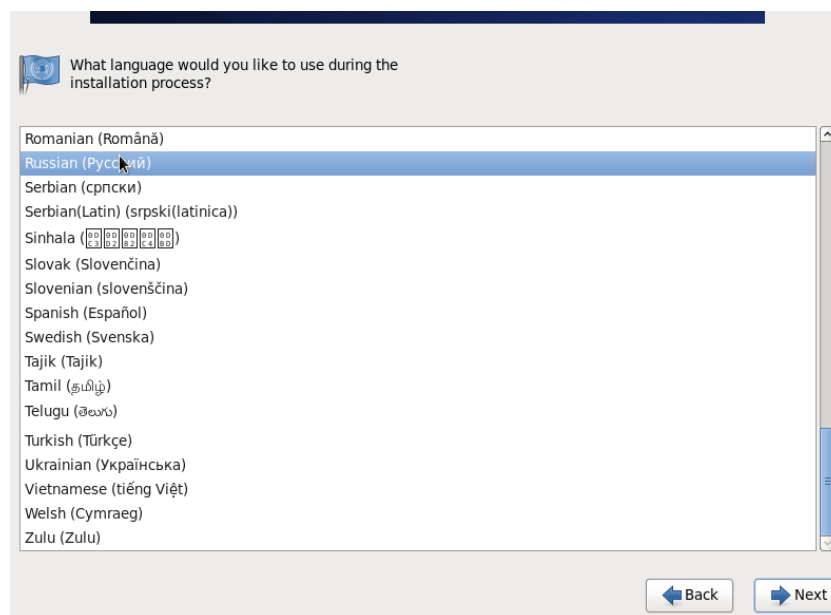 What language would you like to use during the
installation process?
Romanian (Română)
Russian (Русский)
Serbian (српски)
Serbian(Latin) (srpski(latinica))
Sinhala (සිංහල)
Slovak (Slovenčina)
Slovenian (slovenščina)
Spanish (Español)
Swedish (Svenska)
Tajik (Tajik)
Tamil (தமிழ்)
Telugu (తెలుగు)
Turkish (Türkçe)
Ukrainian (Українська)
Vietnamese (tiếng Việt)
Welsh (Cymraeg)
Zulu (Zulu)
Back
Next